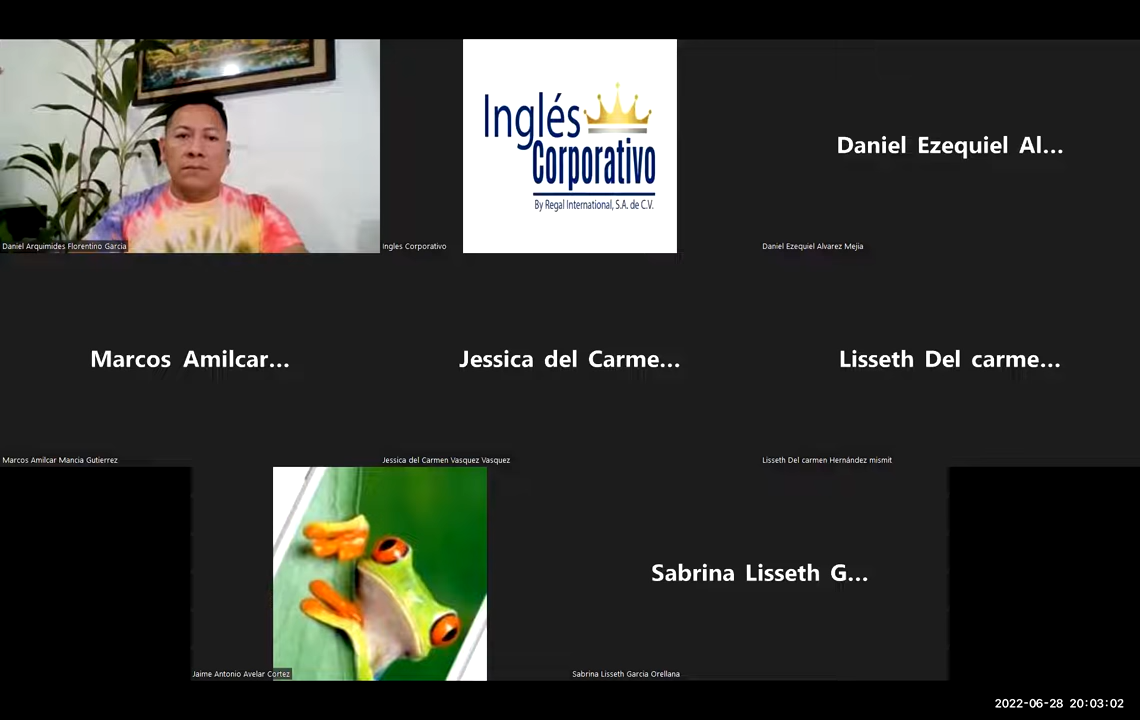 Inglés
Corporativo
By Regal International, S.A. de C.V.
Daniel Ezequiel Al...
Daniel Arquimides Florentino Garcia
Ingles Corporativo
Daniel Ezequiel Alvarez Mejia
Marcos Amilcar...
Jessica del Carme...
Lisseth Del carme...
Marcos Amilcar Mancia Gutierrez
Jessica del Carmen Vasquez Vasquez
Lisseth Del carmen Hernández mismit
Sabrina Lisseth G...
Jaime Antonio Avelar Cortez
Sabrina Lisseth Garcia Orellana
2022-06-28 20:03:02